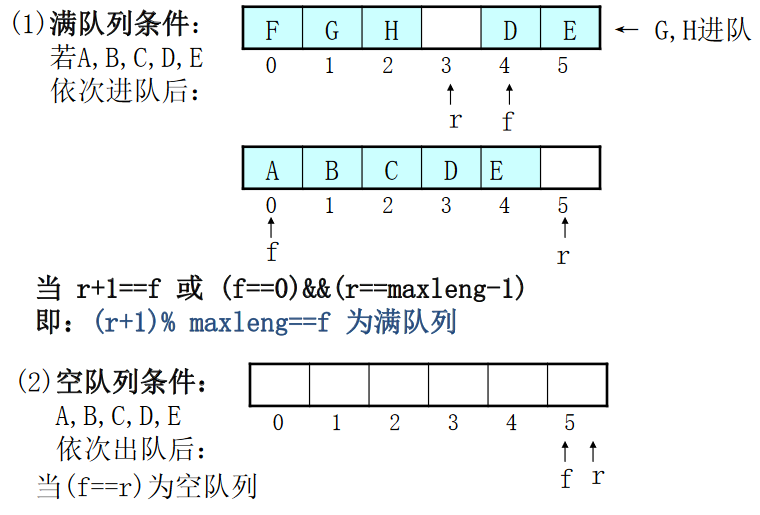 (1)满队列条件: F G H D E ← G,H进队
若A,B,C,D,E 0 1 2 3 4 5
依次进队后:
r f
A B C D E
0 1 2 3 4 5
f r
当 r+1==f 或 (f==0)&&(r==maxleng-1)
即: (r+1)% maxleng==f 为满队列
(2)空队列条件:
A,B,C,D,E 0 1 2 3 4 5
依次出队后:
f r
当(f==r)为空队列